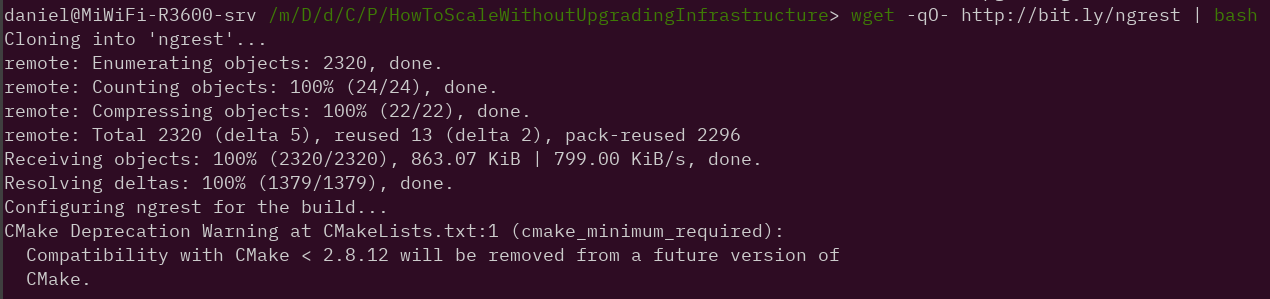 daniel@MiWiFi-R3600-srv /m/D/d/C/P/HowToScaleWithoutUpgradingInfrastructure> wget -qO- http://bit.ly/ngrest | bash
Cloning into 'ngrest'...
remote: Enumerating objects: 2320, done.
remote: Counting objects: 100% (24/24), done.
remote: Compressing objects: 100% (22/22), done.
remote: Total 2320 (delta 5), reused 13 (delta 2), pack-reused 2296
Receiving objects: 100% (2320/2320), 863.07 KiB | 799.00 KiB/s, done.
Resolving deltas: 100% (1379/1379), done.
Configuring ngrest for the build...
CMake Deprecation Warning at CMakeLists.txt:1 (cmake_minimum_required):
  Compatibility with CMake < 2.8.12 will be removed from a future version of
  CMake.